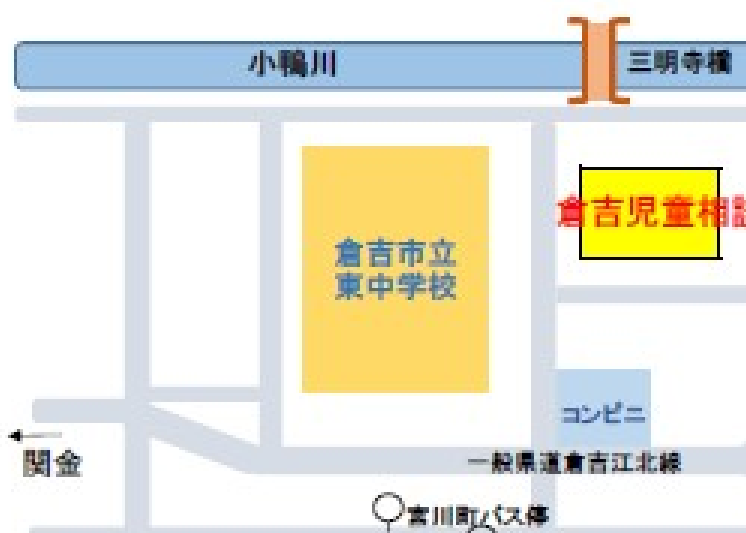 小鴨川
三明寺橋
倉吉児童相談
倉吉市立
東中学校
コンビニ
関金
一般県道倉吉江北線
宮川町バス停